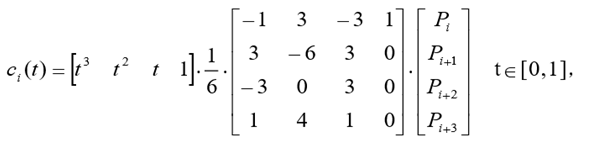 c_i(t) = [t^3 t^2 t 1] · 1/6 · [−1 3 −3 1; 3 −6 3 0; −3 0 3 0; 1 4 1 0] · [P_i; P_{i+1}; P_{i+2}; P_{i+3}] t∈[0,1],